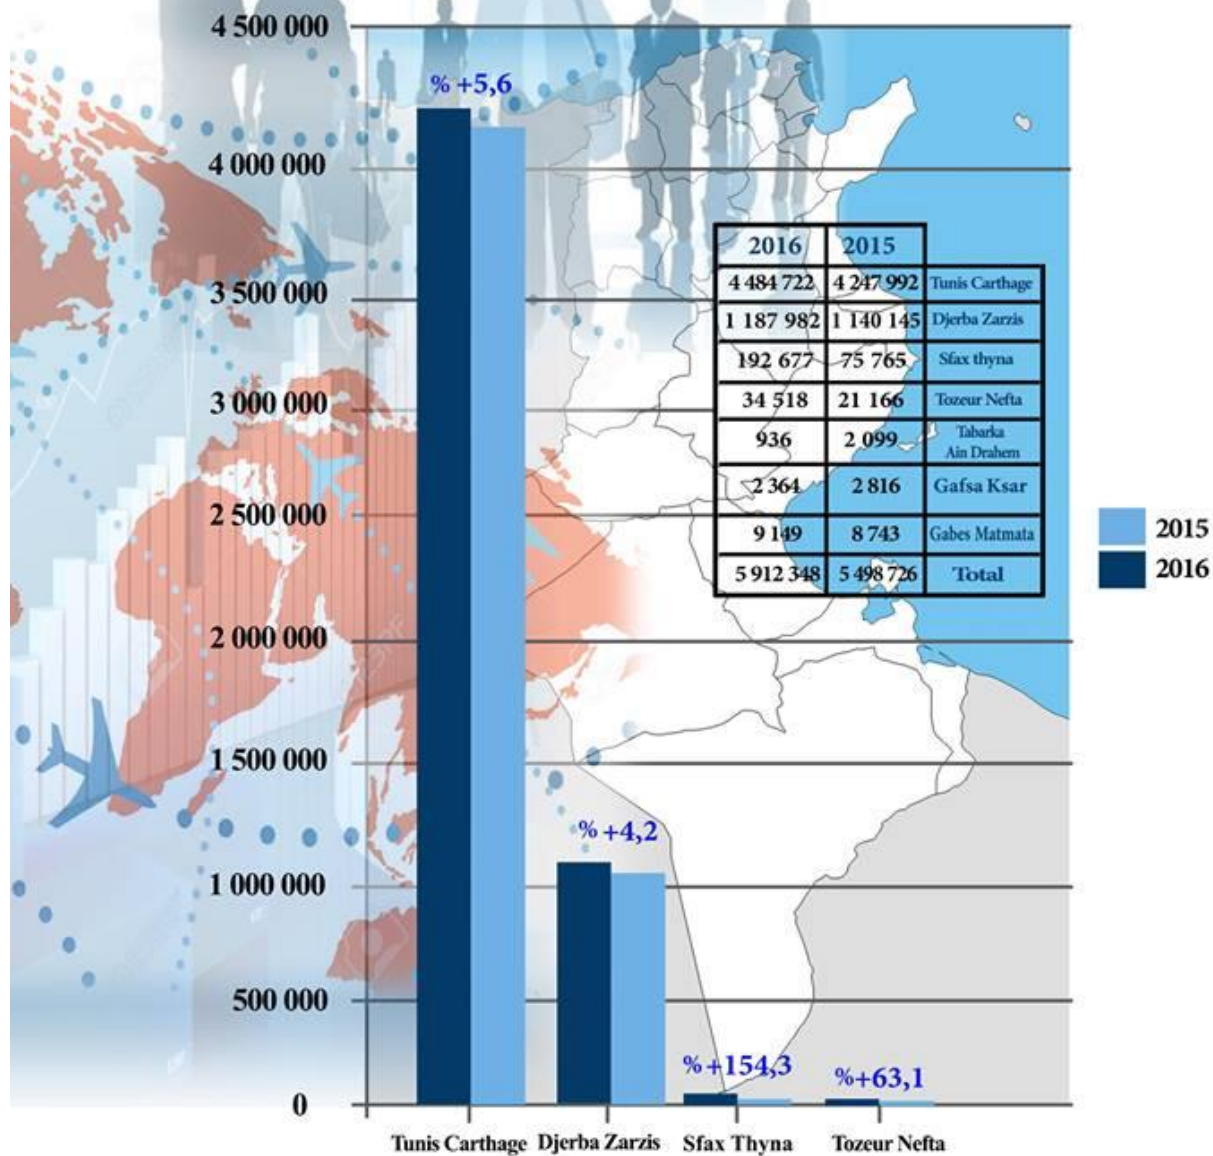 4 500 000
% +5,6
4 000 000
3 500 000
3 000 000
2 500 000
2 000 000
1 500 000
1 000 000
500 000
0
2016 2015
4 484 722 4 247 992 Tunis Carthage
1 187 982 1 140 145 Djerba Zarzis
192 677 75 765 Sfax thyna
34 518 21 166 Tozeur Nefta
936 2 099 Tabarka
Ain Drahem
2 364 2 816 Gafsa Ksar
9 149 8 743 Gabes Matmata
5 912 348 5 498 726 Total
2015
2016
% +4,2
% +154,3
%+63,1
Tunis Carthage Djerba Zarzis Sfax Thyna Tozeur Nefta